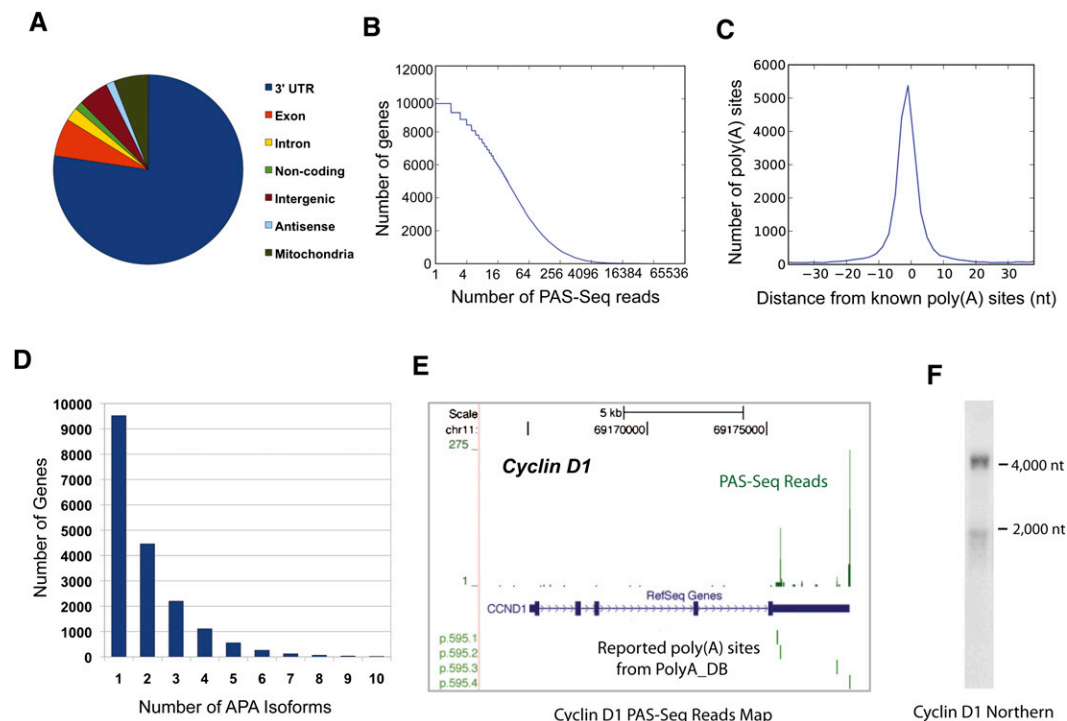 A
3' UTR
Exon
Intron
Non-coding
Intergenic
Antisense
Mitochondria
B
12000
10000
8000
6000
4000
2000
0
1 4 16 64 256 4096 16384 65536
Number of genes
Number of PAS-Seq reads
C
6000
5000
4000
3000
2000
1000
0
−30 −20 −10 0 10 20 30
Number of poly(A) sites
Distance from known poly(A) sites (nt)
D
10000
9000
8000
7000
6000
5000
4000
3000
2000
1000
0
1 2 3 4 5 6 7 8 9 10
Number of Genes
Number of APA Isoforms
E
Scale
5 kb
chr11:
69170000
69175000
275
Cyclin D1
PAS-Seq Reads
1
RefSeq Genes
CCND1
p.595.1
p.595.2
p.595.3
p.595.4
Reported poly(A) sites
from PolyA_DB
Cyclin D1 PAS-Seq Reads Map
F
4,000 nt
2,000 nt
Cyclin D1 Northern